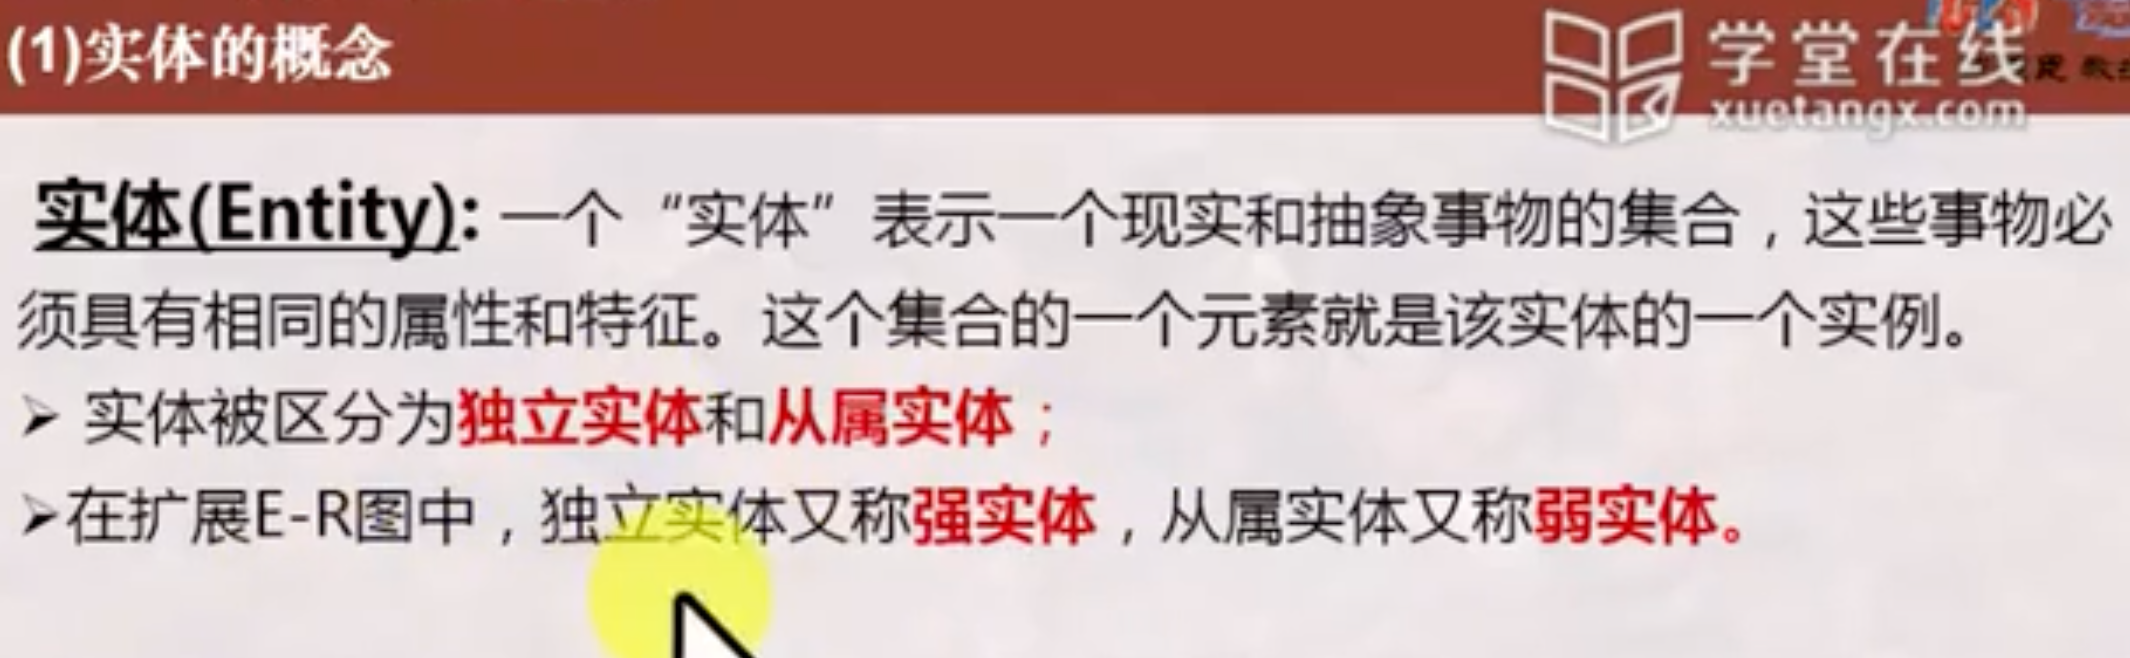 (1)实体的概念
学堂在线
xuetangx.com
实体(Entity): 一个“实体”表示一个现实和抽象事物的集合，这些事物必
须具有相同的属性和特征。这个集合的一个元素就是该实体的一个实例。
➢ 实体被区分为独立实体和从属实体；
➢在扩展E-R图中，独立实体又称强实体，从属实体又称弱实体。